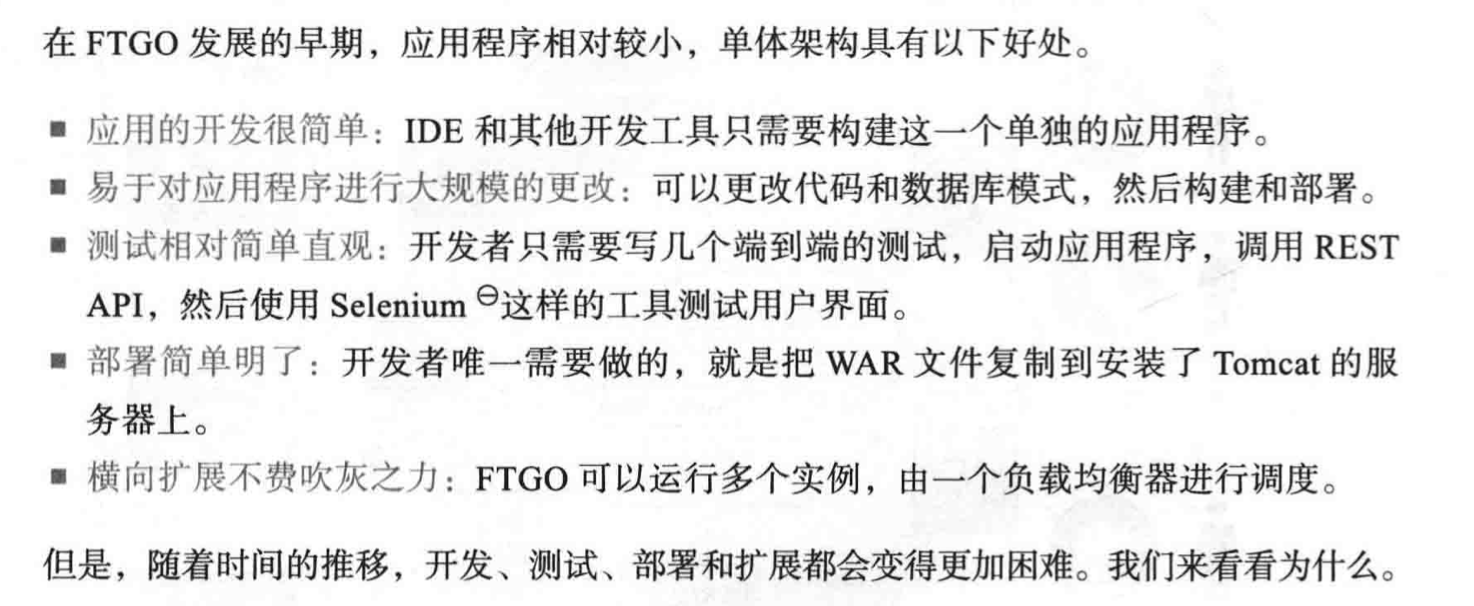 在 FTGO 发展的早期，应用程序相对较小，单体架构具有以下好处。
■ 应用的开发很简单：IDE 和其他开发工具只需要构建这一个单独的应用程序。
■ 易于对应用程序进行大规模的更改：可以更改代码和数据库模式，然后构建和部署。
■ 测试相对简单直观：开发者只需要写几个端到端的测试，启动应用程序，调用 REST
API，然后使用 Selenium ⊖这样的工具测试用户界面。
■ 部署简单明了：开发者唯一需要做的，就是把 WAR 文件复制到安装了 Tomcat 的服
务器上。
■ 横向扩展不费吹灰之力：FTGO 可以运行多个实例，由一个负载均衡器进行调度。
但是，随着时间的推移，开发、测试、部署和扩展都会变得更加困难。我们来看看为什么。